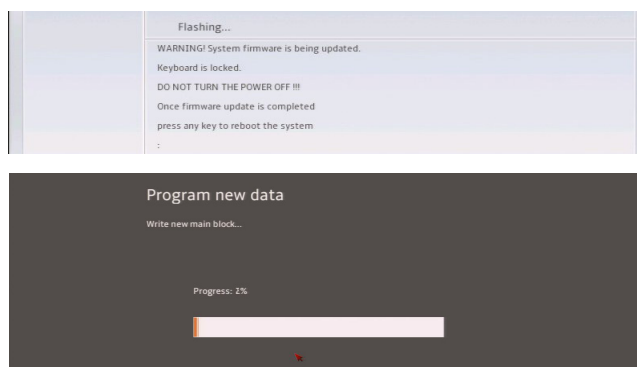 Flashing...
WARNING! System firmware is being updated.
Keyboard is locked.
DO NOT TURN THE POWER OFF !!!
Once firmware update is completed
press any key to reboot the system
:
Program new data
Write new main block...
Progress: 2%